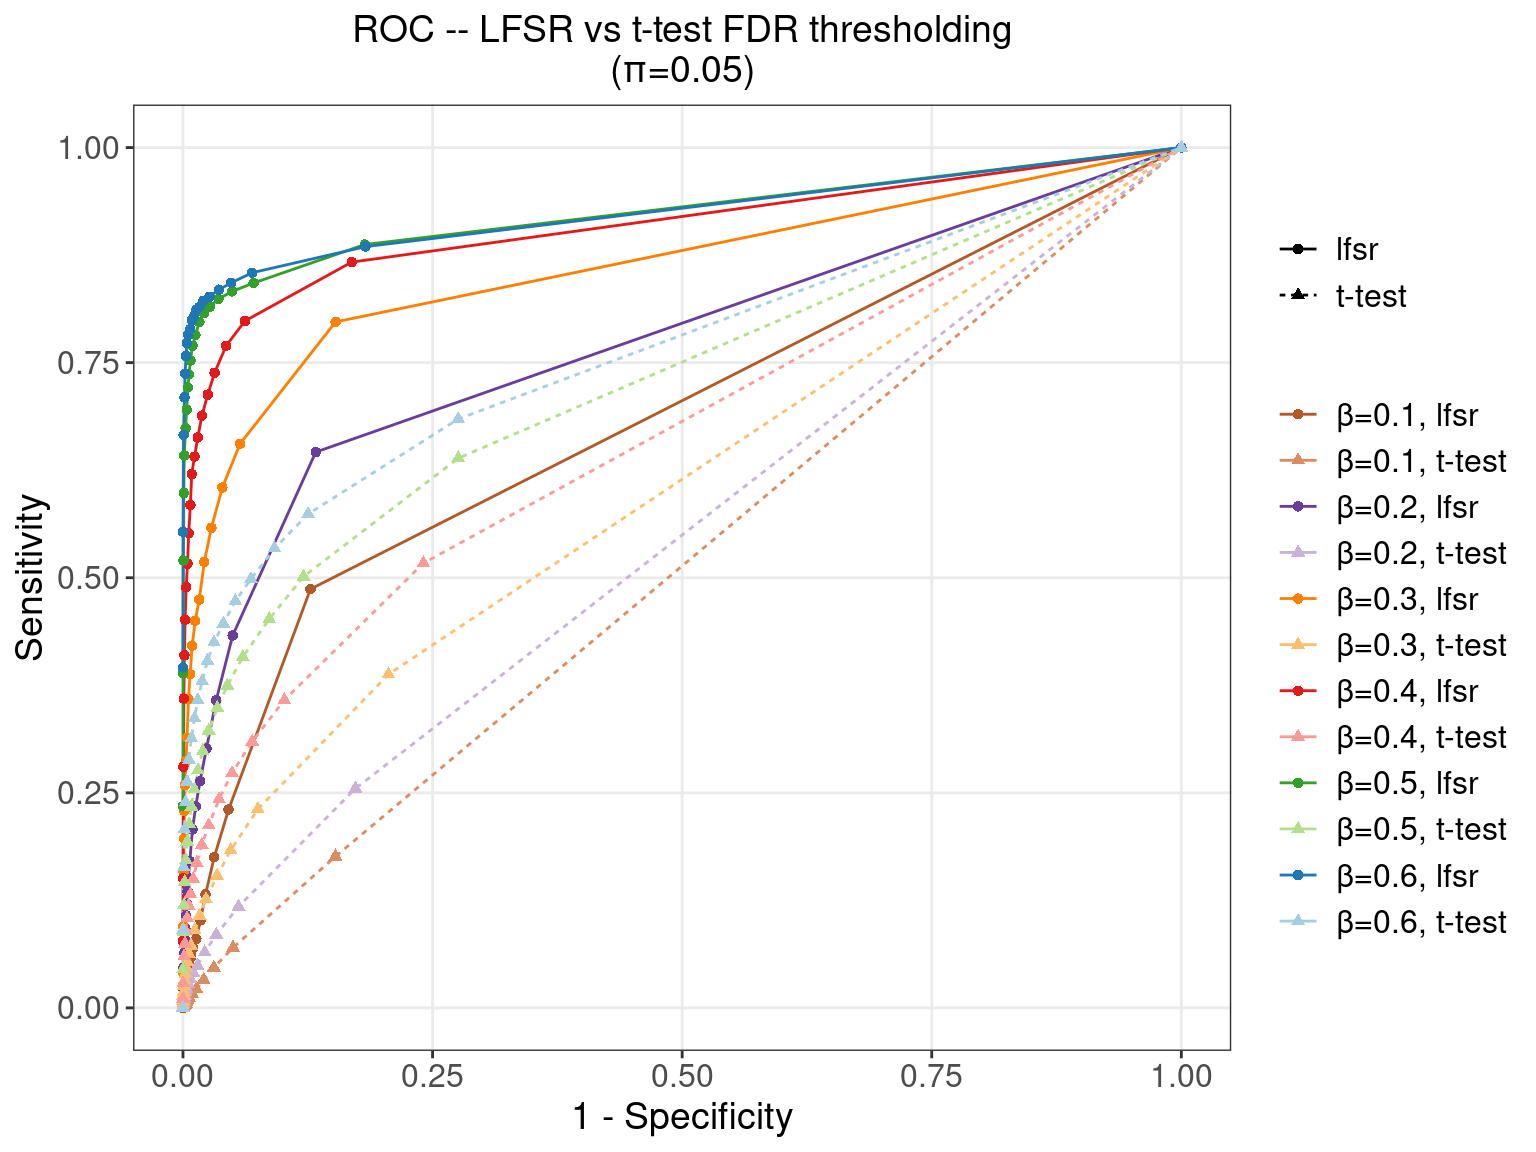 ROC -- LFSR vs t-test FDR thresholding
(π=0.05)
1.00
0.75
0.50
0.25
0.00
Sensitivity
0.00 0.25 0.50 0.75 1.00
1 - Specificity
lfsr
t-test
β=0.1, lfsr
β=0.1, t-test
β=0.2, lfsr
β=0.2, t-test
β=0.3, lfsr
β=0.3, t-test
β=0.4, lfsr
β=0.4, t-test
β=0.5, lfsr
β=0.5, t-test
β=0.6, lfsr
β=0.6, t-test